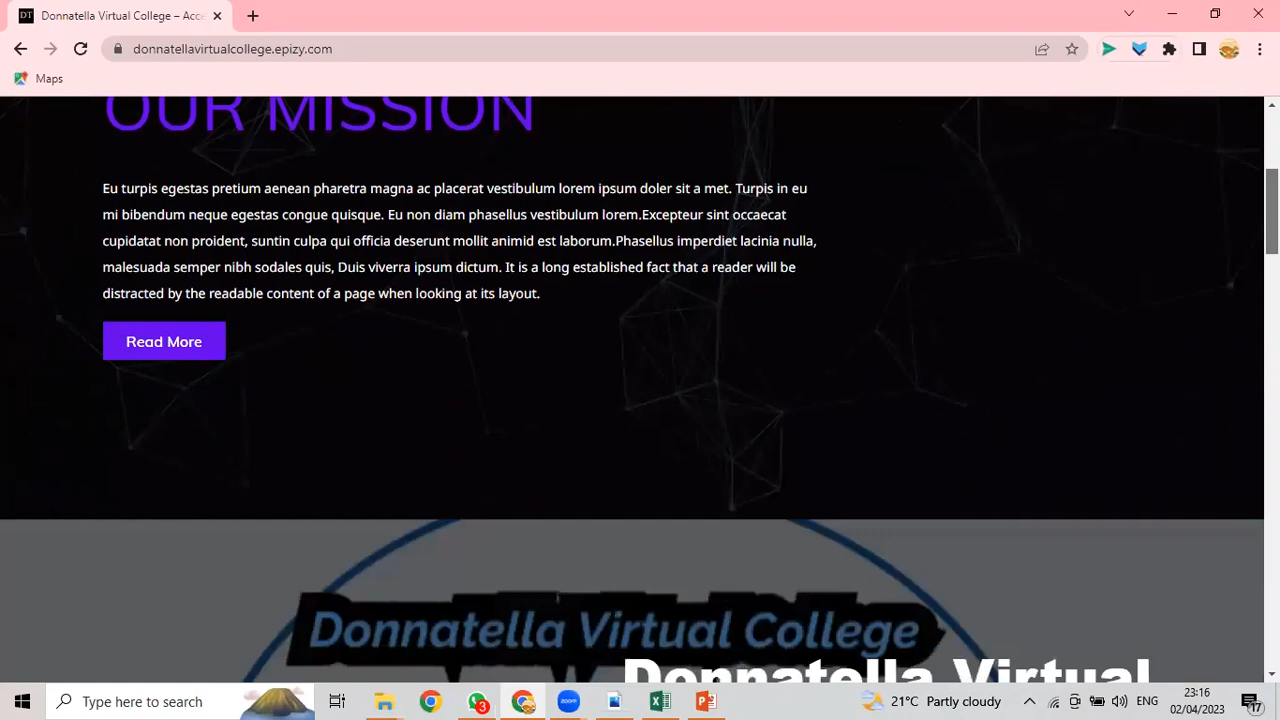 DT Donnatella Virtual College – Acce
donnatellavirtualcollege.epizy.com
Maps
OUR MISSION
Eu turpis egestas pretium aenean pharetra magna ac placerat vestibulum lorem ipsum doler sit a met. Turpis in eu
mi bibendum neque egestas congue quisque. Eu non diam phasellus vestibulum lorem.Excepteur sint occaecat
cupidatat non proident, suntin culpa qui officia deserunt mollit animid est laborum.Phasellus imperdiet lacinia nulla,
malesuada semper nibh sodales quis, Duis viverra ipsum dictum. It is a long established fact that a reader will be
distracted by the readable content of a page when looking at its layout.
Read More
Donnatella Virtual College
Donnatella Virtual
Type here to search
3
21°C Partly cloudy
ENG
23:16
02/04/2023
17